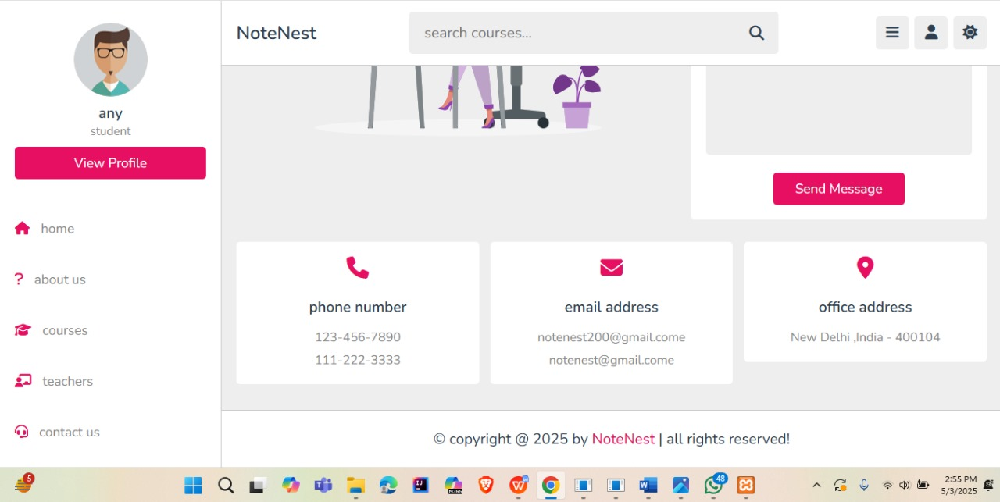 any
student
View Profile
home
about us
courses
teachers
contact us
NoteNest
search courses...
Send Message
phone number
123-456-7890
111-222-3333
email address
notenest200@gmail.come
notenest@gmail.come
office address
New Delhi ,India - 400104
© copyright @ 2025 by NoteNest | all rights reserved!
5
M365
48
2:55 PM
5/3/2025